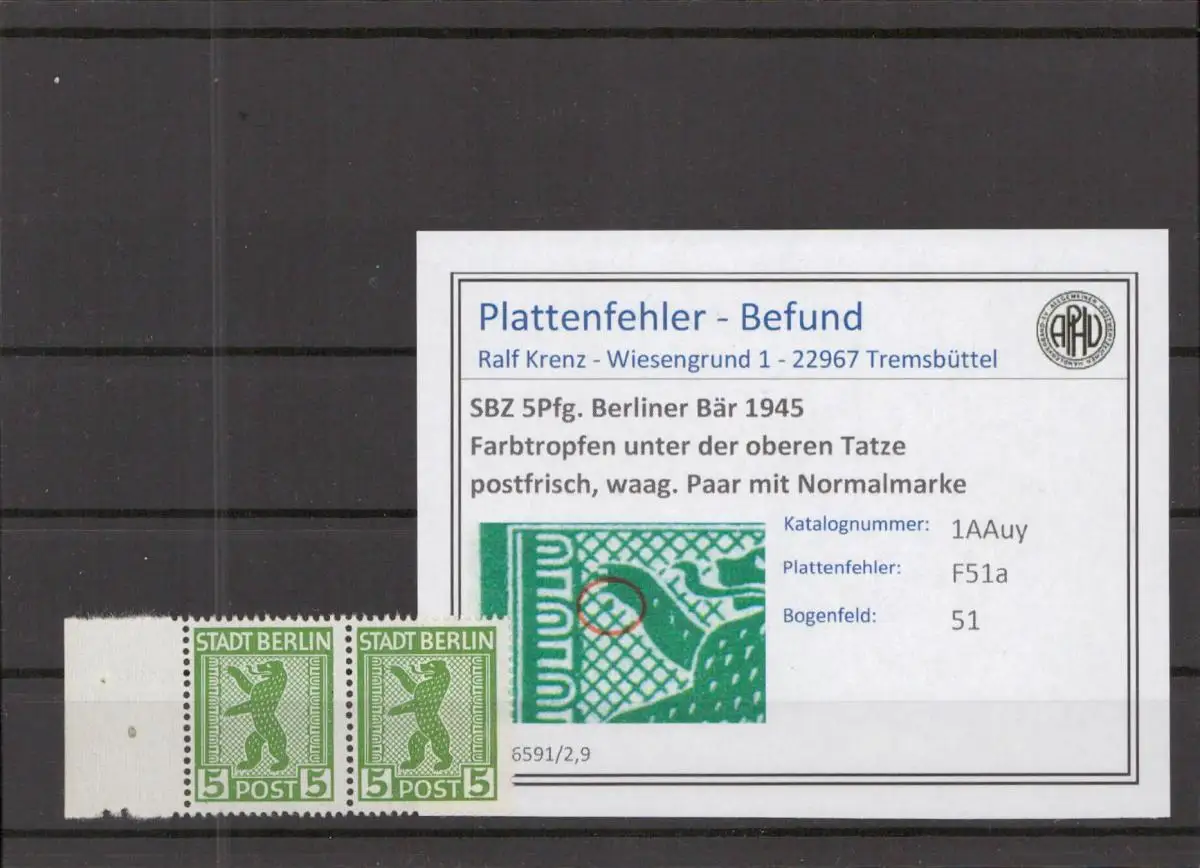 Plattenfehler - Befund
Ralf Krenz - Wiesengrund 1 - 22967 Tremsbüttel
APHV
SBZ 5Pfg. Berliner Bär 1945
Farbtropfen unter der oberen Tatze
postfrisch, waag. Paar mit Normalmarke
Katalognummer: 1AAuy
Plattenfehler: F51a
Bogenfeld: 51
6591/2,9
STADT BERLIN
5 POST 5
STADT BERLIN
5 POST 5